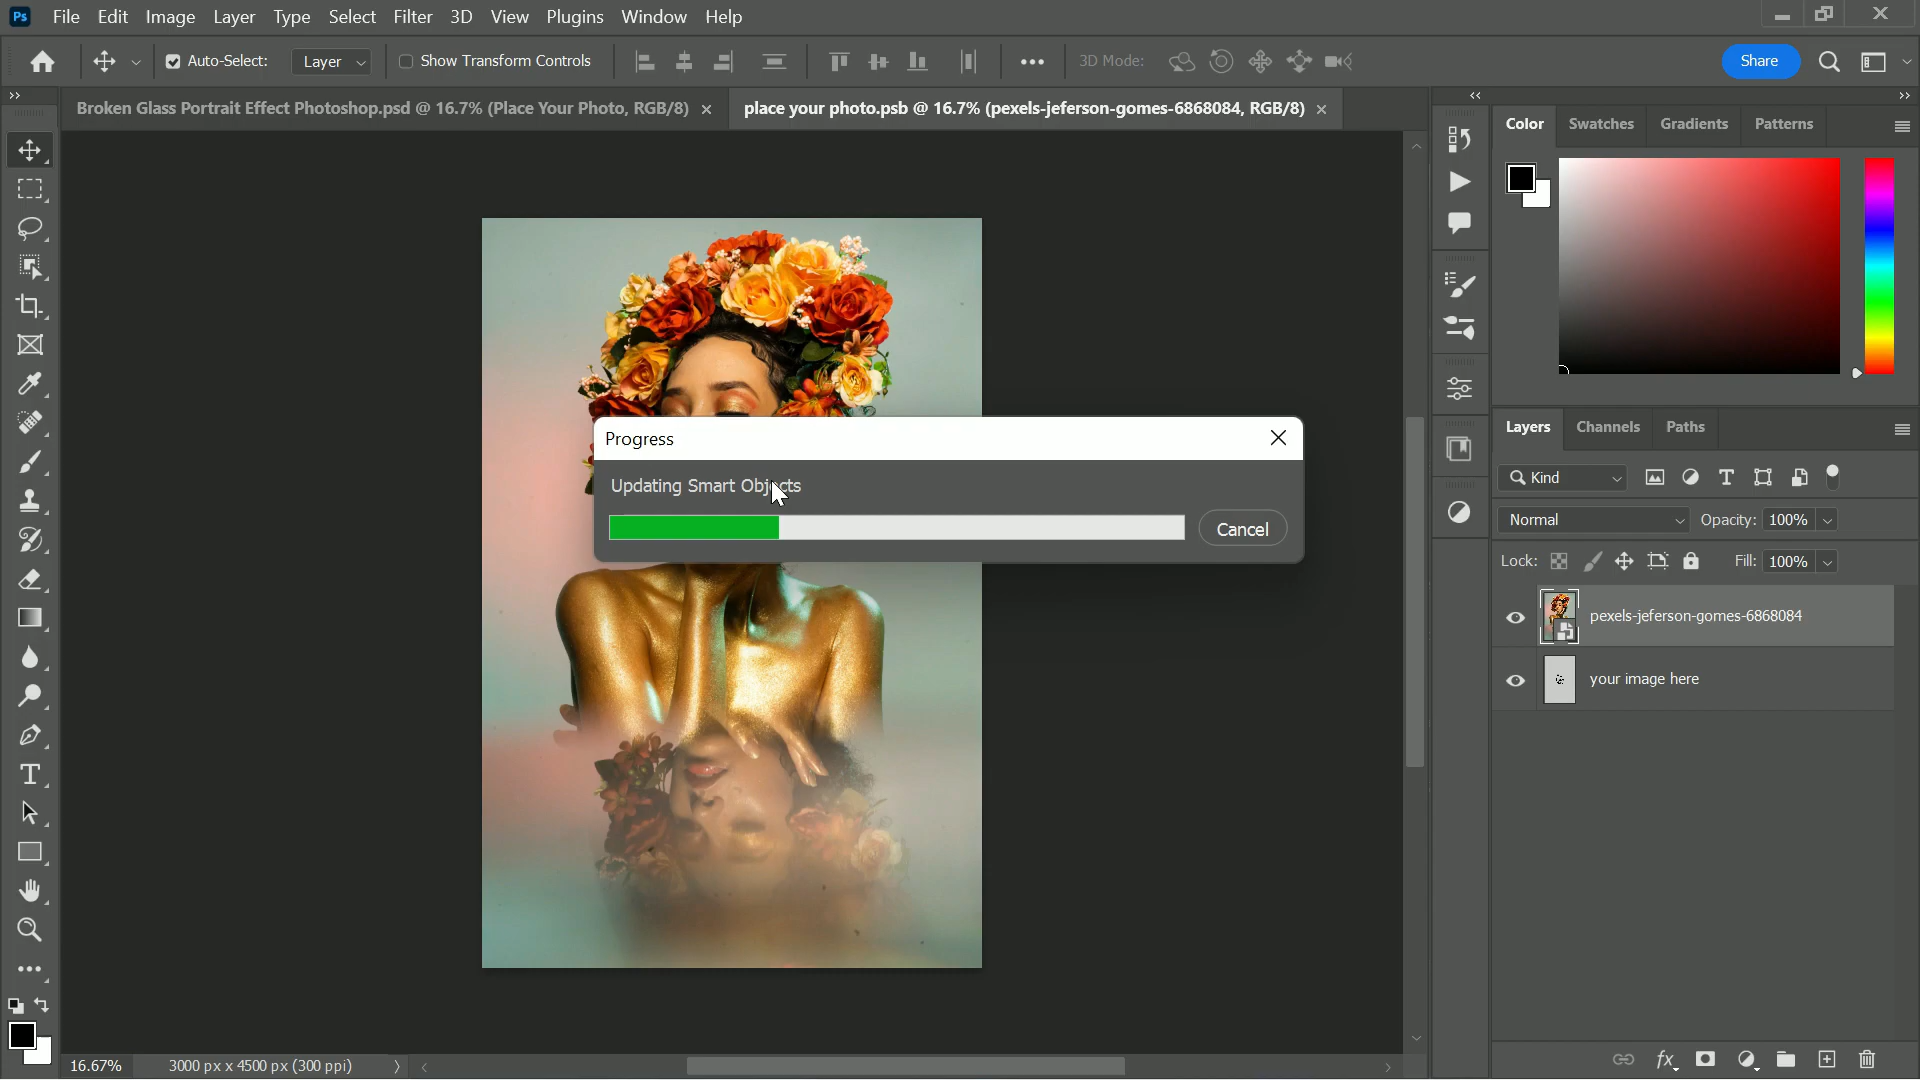 Ps File Edit Image Layer Type Select Filter 3D View Plugins Window Help
Auto-Select: Layer Show Transform Controls 3D Mode: Share
Broken Glass Portrait Effect Photoshop.psd @ 16.7% (Place Your Photo, RGB/8)
place your photo.psb @ 16.7% (pexels-jeferson-gomes-6868084, RGB/8)
Color Swatches Gradients Patterns
Progress
Updating Smart Objects
Cancel
Layers Channels Paths
Kind
Normal Opacity: 100%
Lock: Fill: 100%
pexels-jeferson-gomes-6868084
your image here
fx
16.67% 3000 px x 4500 px (300 ppi)